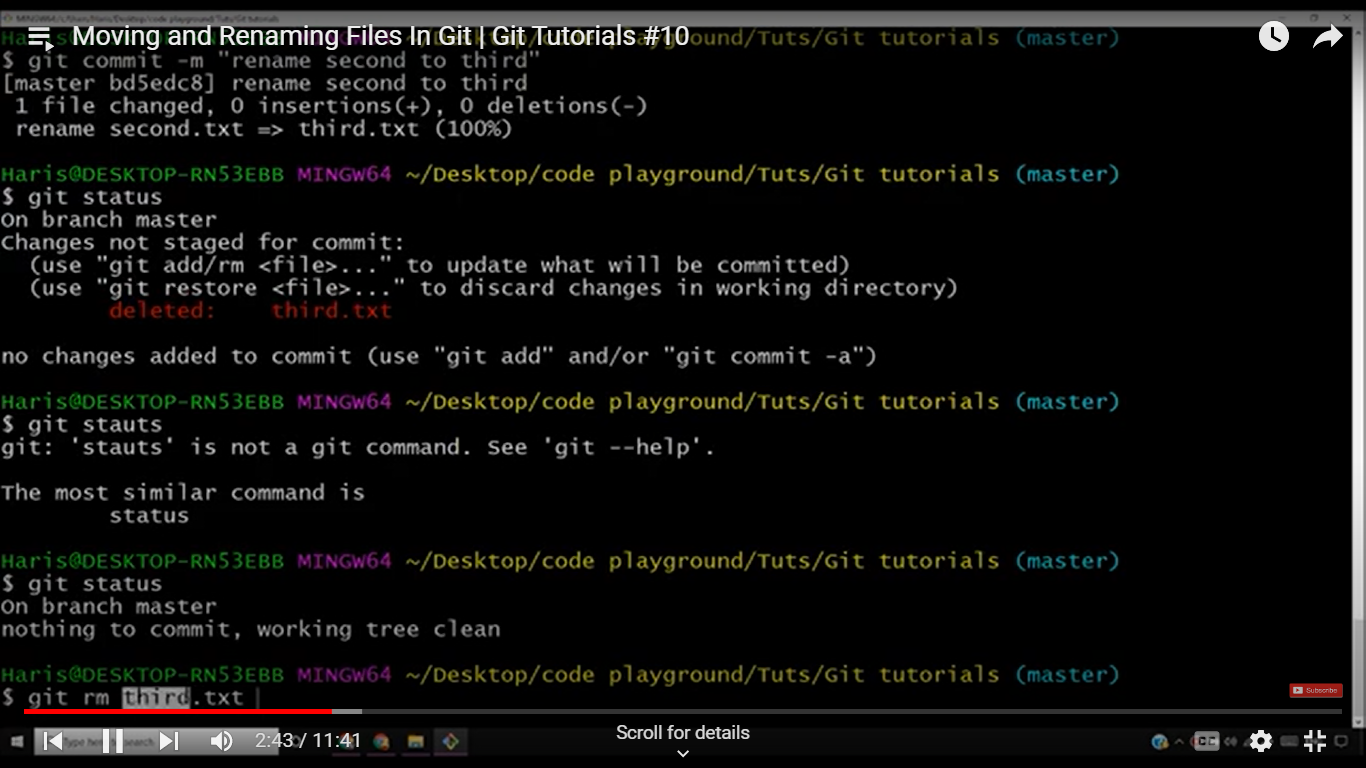 MINGW64:/c/Users/Haris/Desktop/code playground/Tuts/Git tutorials
Moving and Renaming Files In Git | Git Tutorials #10
$ git commit -m "rename second to third"
[master bd5edc8] rename second to third
1 file changed, 0 insertions(+), 0 deletions(-)
rename second.txt => third.txt (100%)
Haris@DESKTOP-RN53EBB MINGW64 ~/Desktop/code playground/Tuts/Git tutorials (master)
$ git status
On branch master
Changes not staged for commit:
(use "git add/rm <file>..." to update what will be committed)
(use "git restore <file>..." to discard changes in working directory)
deleted: third.txt
no changes added to commit (use "git add" and/or "git commit -a")
Haris@DESKTOP-RN53EBB MINGW64 ~/Desktop/code playground/Tuts/Git tutorials (master)
$ git stauts
git: 'stauts' is not a git command. See 'git --help'.
The most similar command is
status
Haris@DESKTOP-RN53EBB MINGW64 ~/Desktop/code playground/Tuts/Git tutorials (master)
$ git status
On branch master
nothing to commit, working tree clean
Haris@DESKTOP-RN53EBB MINGW64 ~/Desktop/code playground/Tuts/Git tutorials (master)
$ git rm third.txt
Subscribe
Scroll for details
Type here to search
2:43 / 11:41
CC